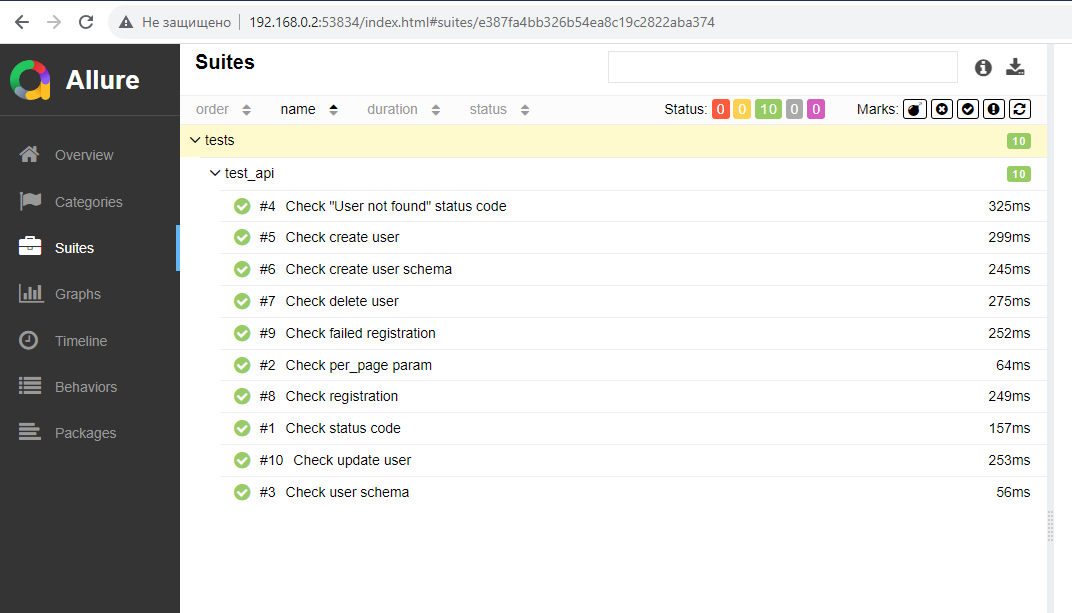 Не защищено 192.168.0.2:53834/index.html#suites/e387fa4bb326b54ea8c19c2822aba374
Allure
Overview
Categories
Suites
Graphs
Timeline
Behaviors
Packages
Suites
order name duration status Status: 0 0 10 0 0 Marks:
tests 10
test_api 10
#4 Check "User not found" status code 325ms
#5 Check create user 299ms
#6 Check create user schema 245ms
#7 Check delete user 275ms
#9 Check failed registration 252ms
#2 Check per_page param 64ms
#8 Check registration 249ms
#1 Check status code 157ms
#10 Check update user 253ms
#3 Check user schema 56ms